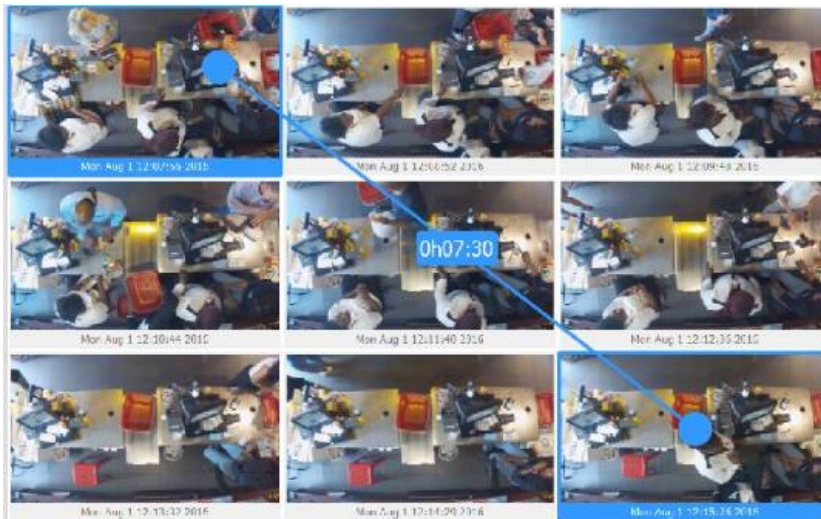 Mon Aug 1 12:07:56 2016
Mon Aug 1 12:08:52 2016
Mon Aug 1 12:09:48 2016
Mon Aug 1 12:10:44 2016
0h07:30
Mon Aug 1 12:11:40 2016
Mon Aug 1 12:12:36 2016
Mon Aug 1 12:13:32 2016
Mon Aug 1 12:14:29 2016
Mon Aug 1 12:15:26 2016